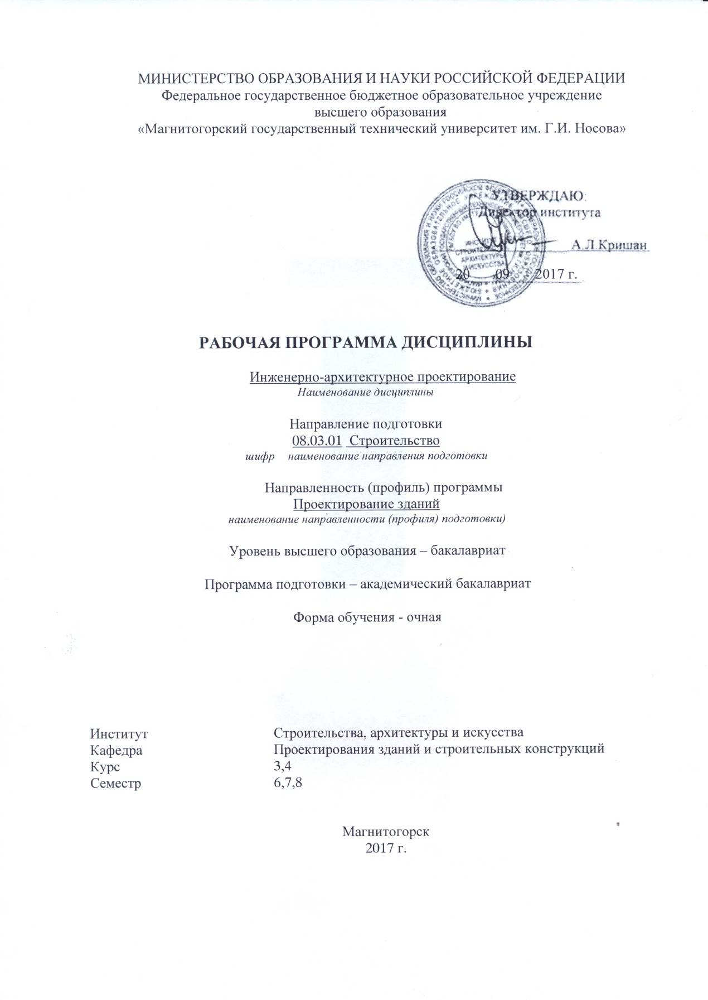 МИНИСТЕРСТВО ОБРАЗОВАНИЯ И НАУКИ РОССИЙСКОЙ ФЕДЕРАЦИИ
Федеральное государственное бюджетное образовательное учреждение
высшего образования
«Магнитогорский государственный технический университет им. Г.И. Носова»
УТВЕРЖДАЮ:
Директор института
А.Л.Кришан
20 09 2017 г.
ИНСТИТУТ
СТРОИТЕЛЬСТВА,
АРХИТЕКТУРЫ
И ИСКУССТВА
РАБОЧАЯ ПРОГРАММА ДИСЦИПЛИНЫ
Инженерно-архитектурное проектирование
Наименование дисциплины
Направление подготовки
08.03.01 Строительство
шифр наименование направления подготовки
Направленность (профиль) программы
Проектирование зданий
наименование направленности (профиля) подготовки)
Уровень высшего образования – бакалавриат
Программа подготовки – академический бакалавриат
Форма обучения - очная
Институт Строительства, архитектуры и искусства
Кафедра Проектирования зданий и строительных конструкций
Курс 3,4
Семестр 6,7,8
Магнитогорск
2017 г.